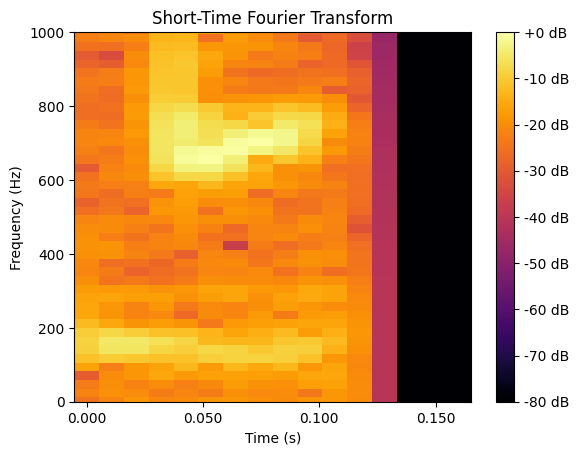 Short-Time Fourier Transform
1000
800
600
400
200
0
Frequency (Hz)
0.000
0.050
0.100
0.150
Time (s)
+0 dB
-10 dB
-20 dB
-30 dB
-40 dB
-50 dB
-60 dB
-70 dB
-80 dB